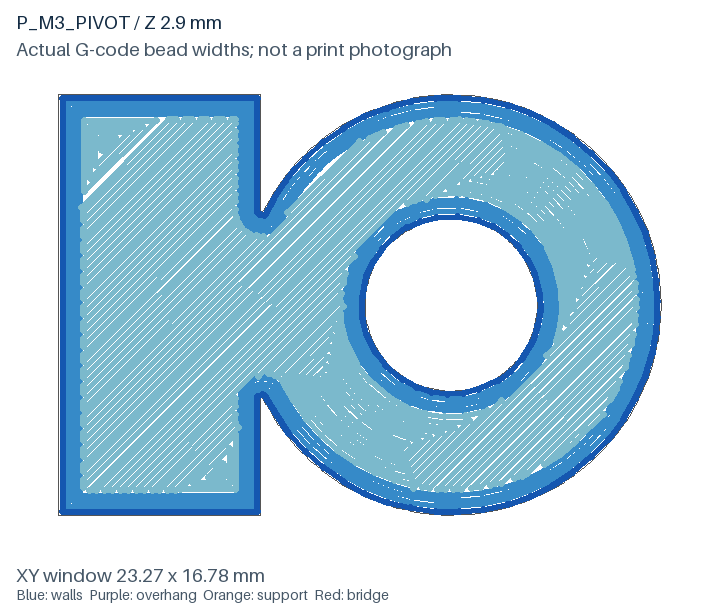 P_M3_PIVOT / Z 2.9 mm
Actual G-code bead widths; not a print photograph
XY window 23.27 x 16.78 mm
Blue: walls  Purple: overhang  Orange: support  Red: bridge